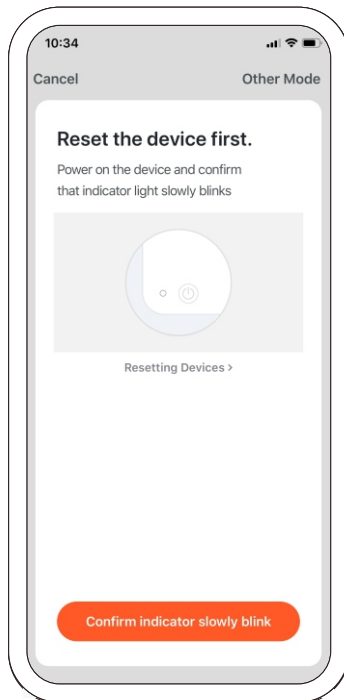 10:34
Cancel Other Mode
Reset the device first.
Power on the device and confirm
that indicator light slowly blinks
Resetting Devices >
Confirm indicator slowly blink